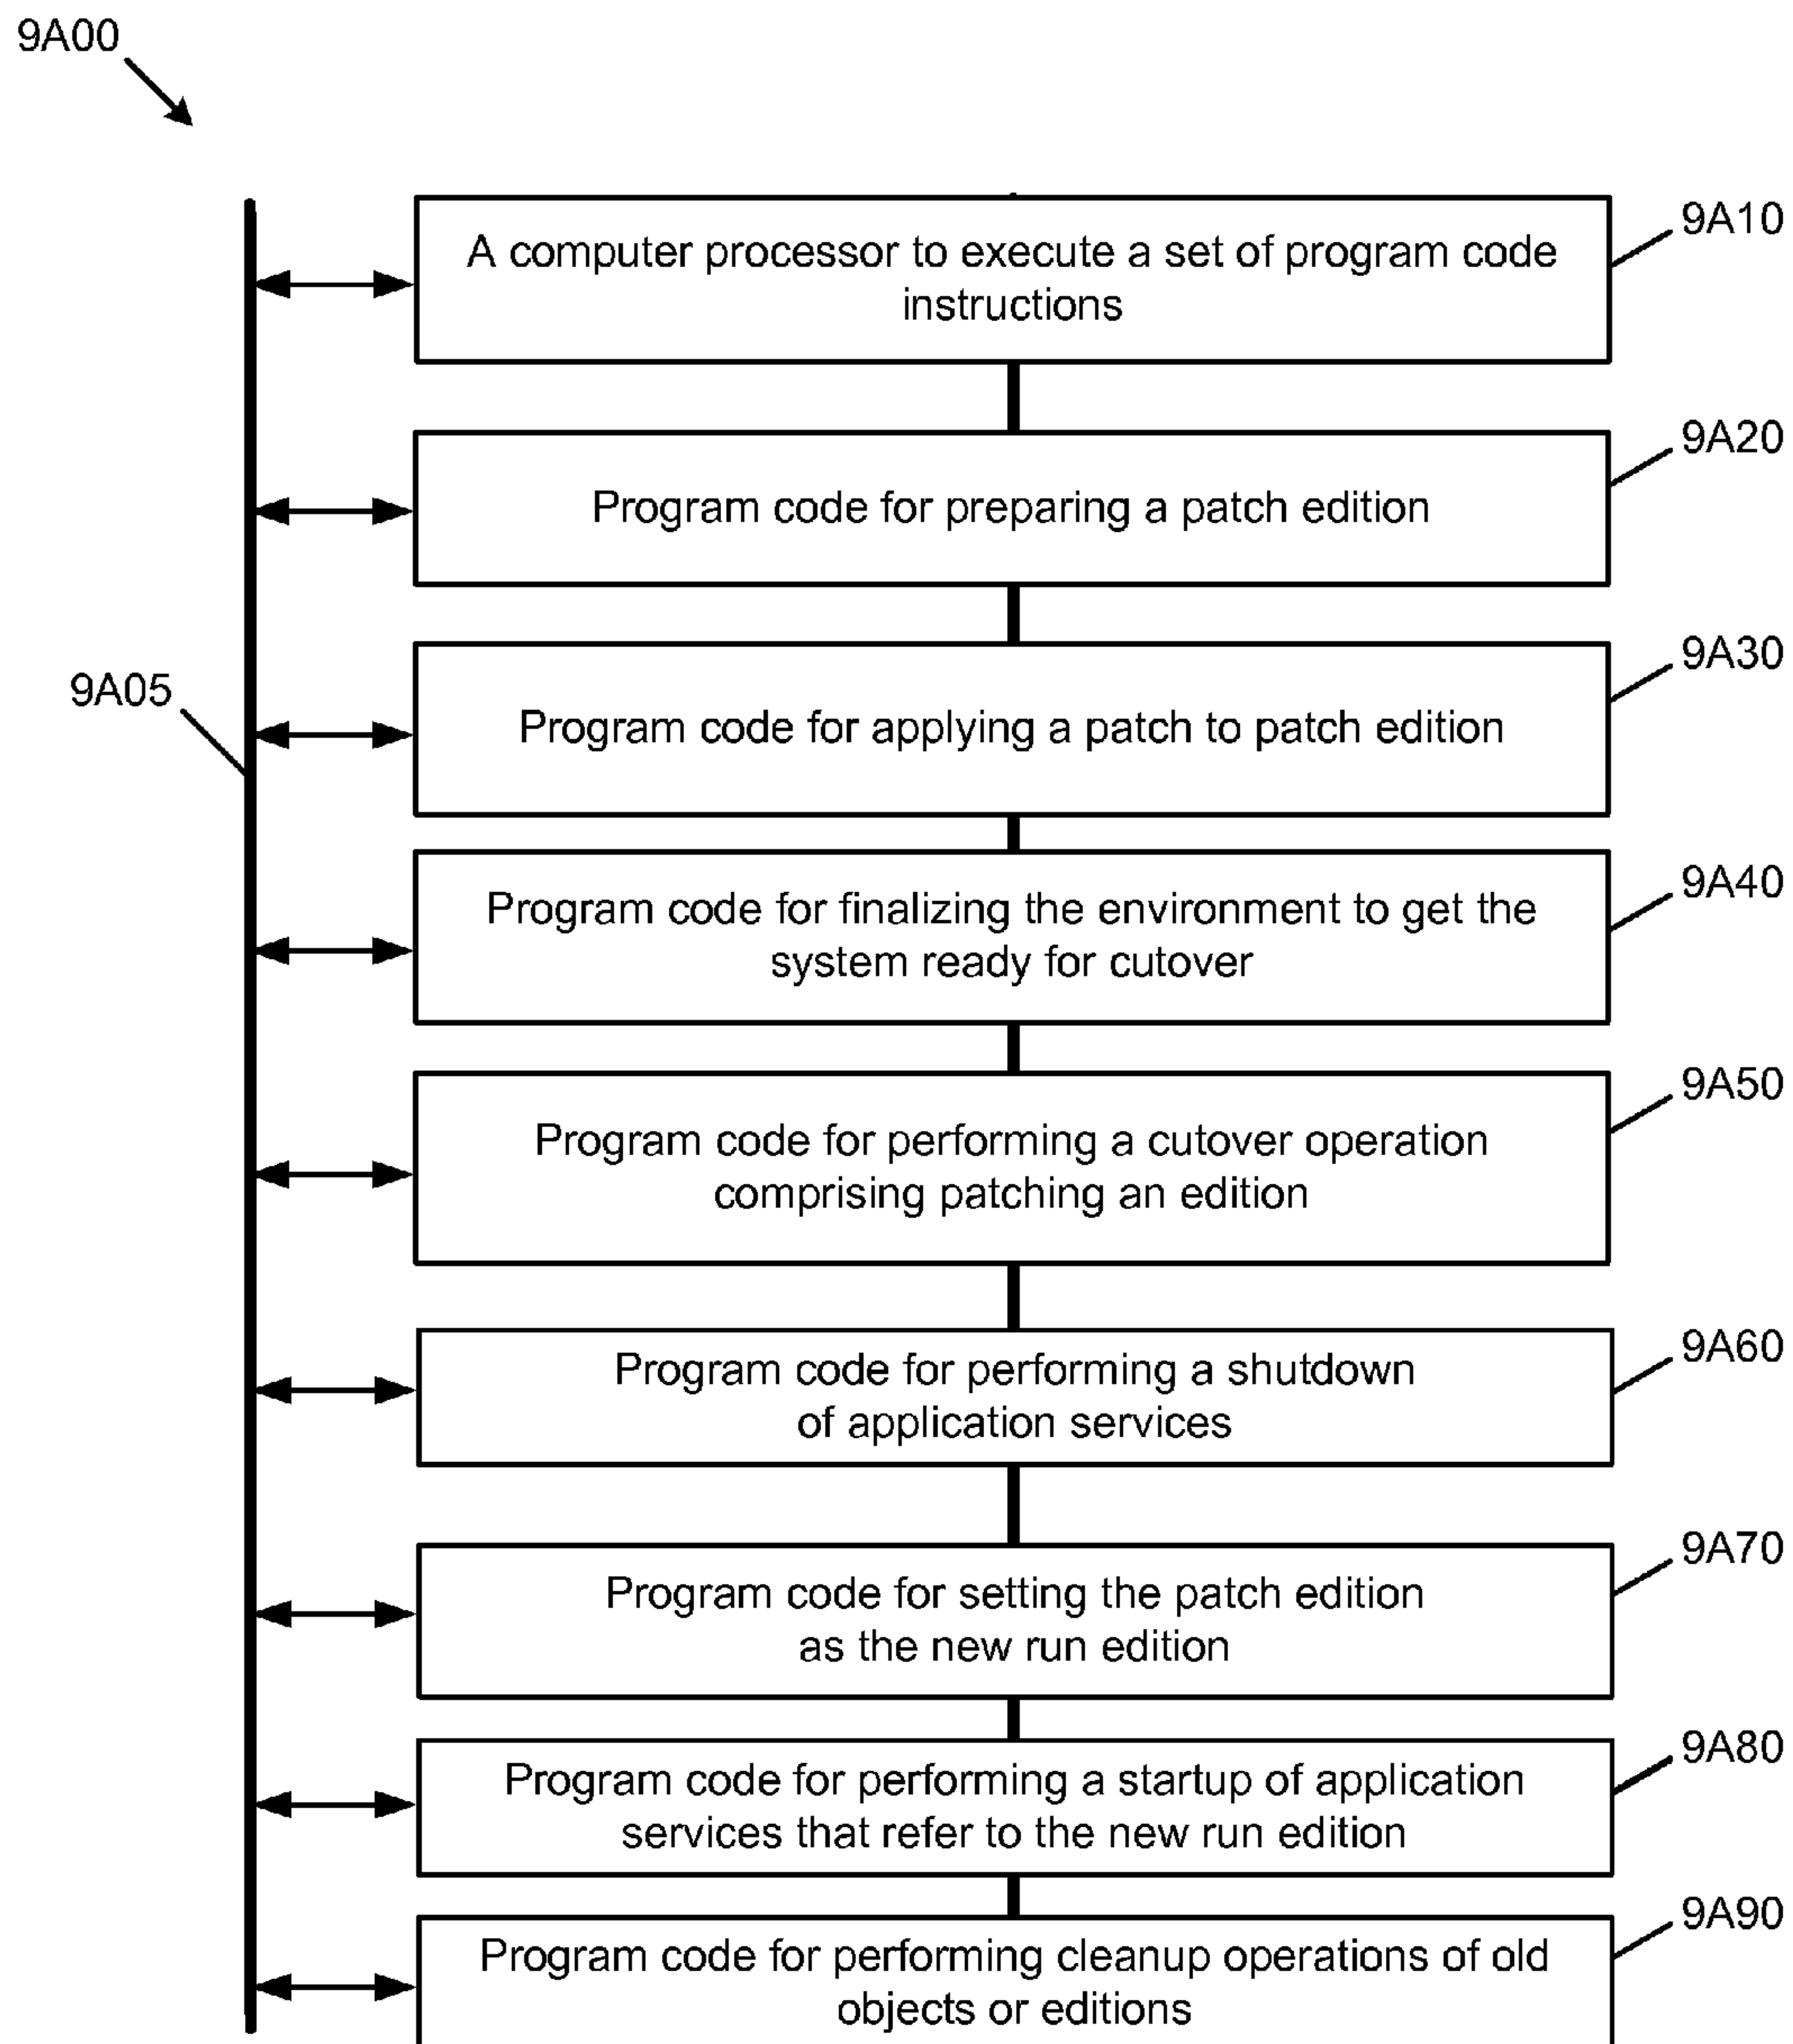 9A00
A computer processor to execute a set of program code
instructions
9A10
Program code for preparing a patch edition
9A20
Program code for applying a patch to patch edition
9A30
9A05
Program code for finalizing the environment to get the
system ready for cutover
9A40
Program code for performing a cutover operation
comprising patching an edition
9A50
Program code for performing a shutdown
of application services
9A60
Program code for setting the patch edition
as the new run edition
9A70
Program code for performing a startup of application
services that refer to the new run edition
9A80
Program code for performing cleanup operations of old
objects or editions
9A90